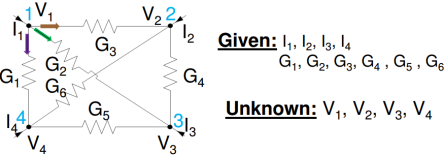 1 V₁
V₂ 2
I₁
I₂
G₃
G₂
G₁
G₆
G₄
G₅
I₄ 4
3 I₃
V₄
V₃
Given: I₁, I₂, I₃, I₄
G₁, G₂, G₃, G₄ , G₅ , G₆
Unknown: V₁, V₂, V₃, V₄